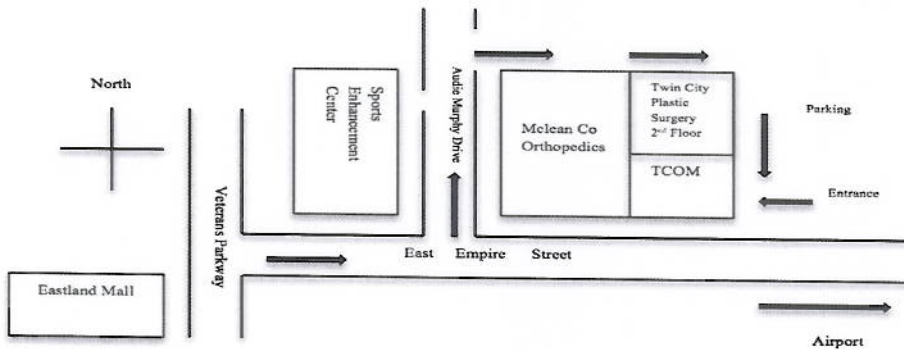 North
Sports
Enhancement
Center
Audie Murphy Drive
Mclean Co
Orthopedics
Twin City
Plastic
Surgery
2nd Floor
TCOM
Parking
Entrance
Veterans Parkway
East Empire Street
Eastland Mall
Airport